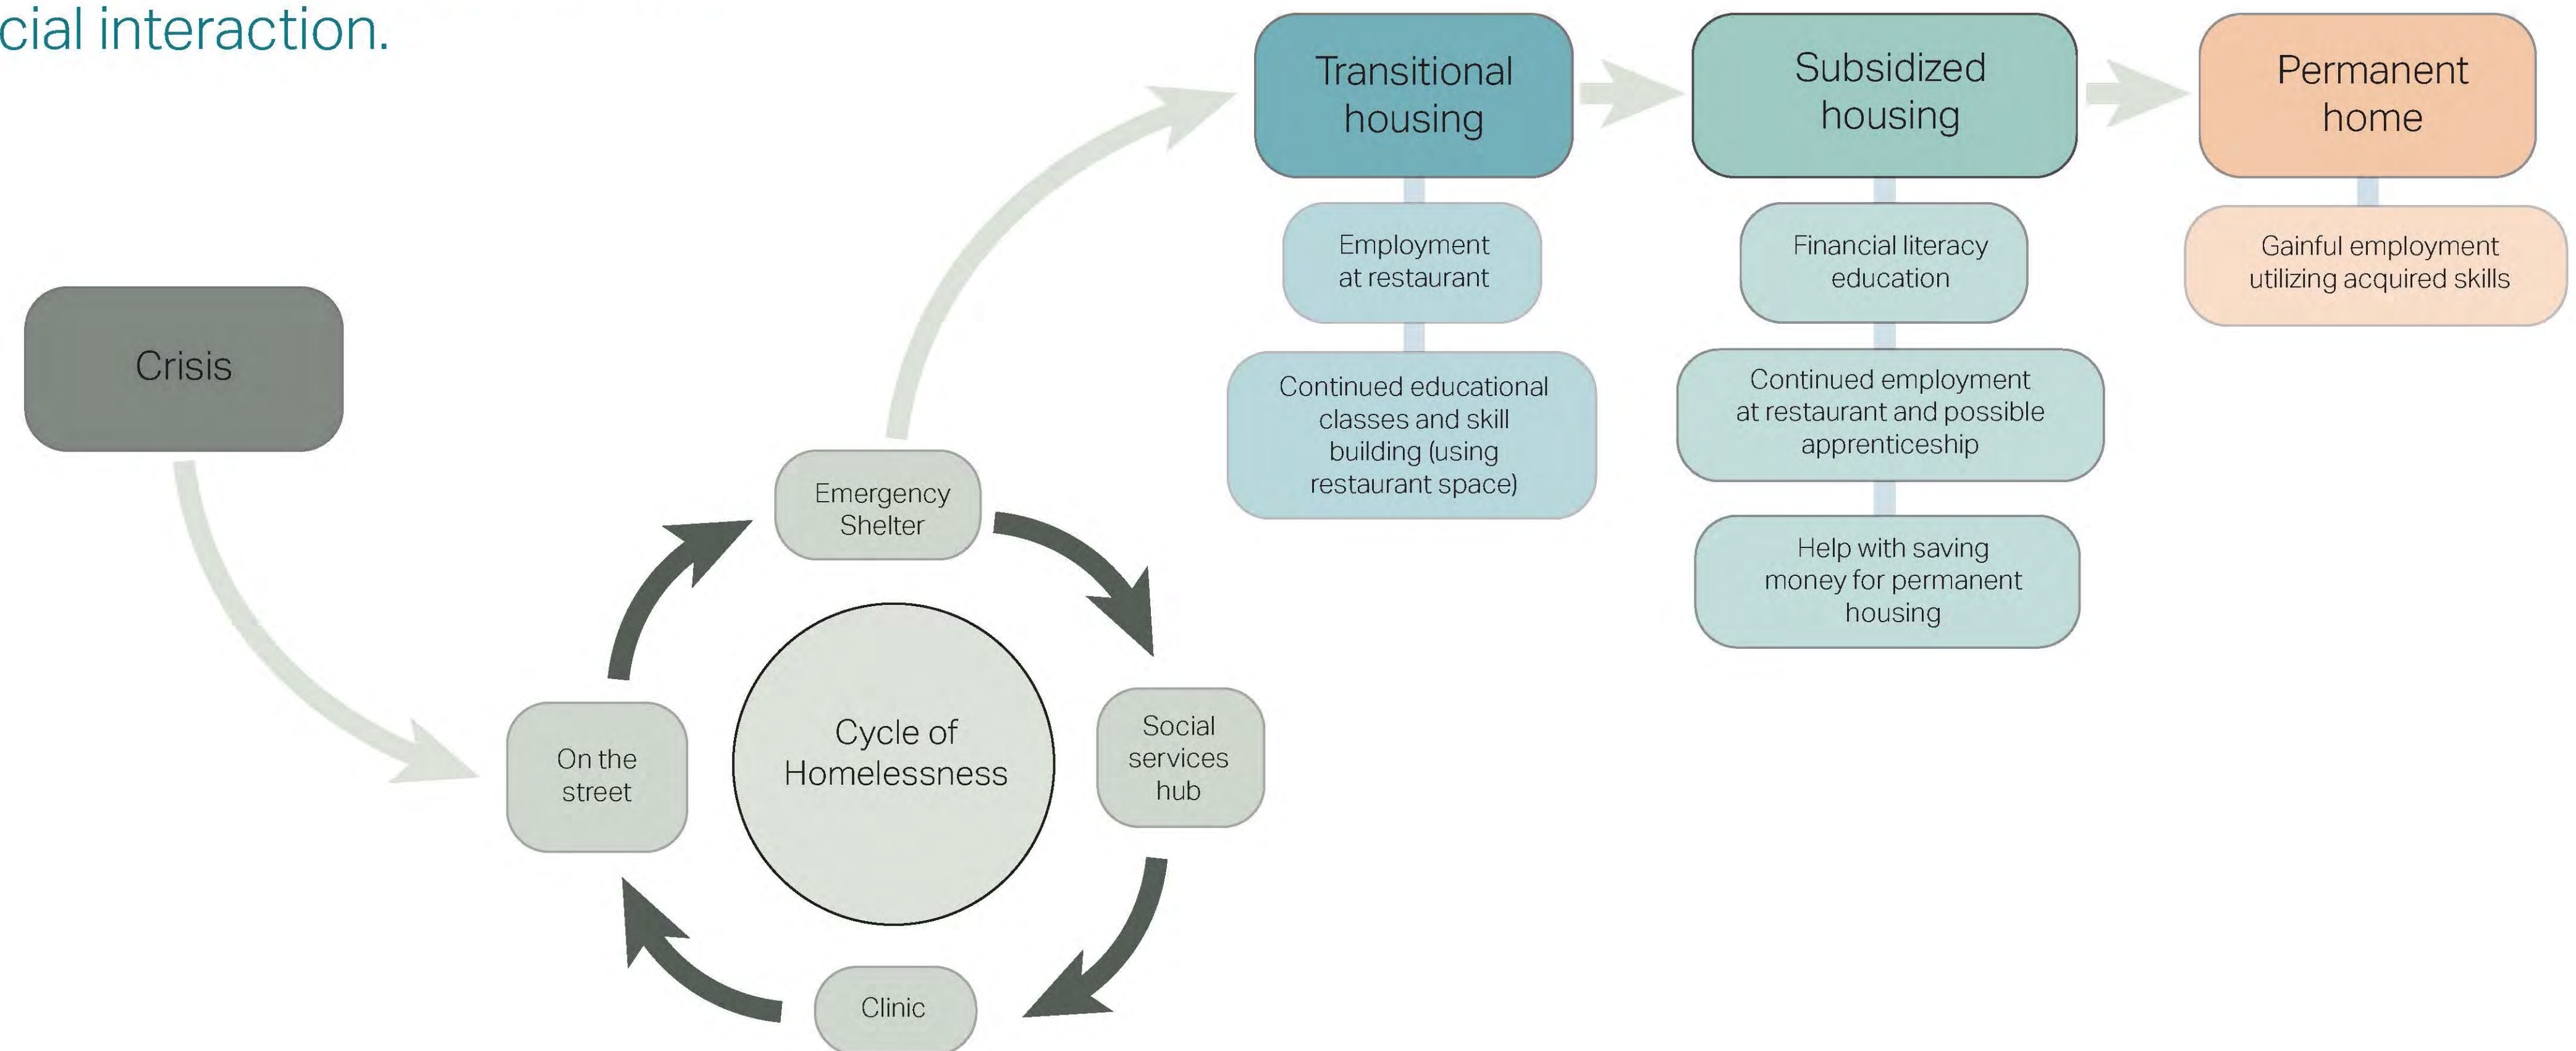 cial interaction.
Transitional
housing
Subsidized
housing
Permanent
home
Employment
at restaurant
Financial literacy
education
Gainful employment
utilizing acquired skills
Continued educational
classes and skill
building (using
restaurant space)
Continued employment
at restaurant and possible
apprenticeship
Help with saving
money for permanent
housing
Crisis
Emergency
Shelter
Cycle of
Homelessness
On the
street
Social
services
hub
Clinic